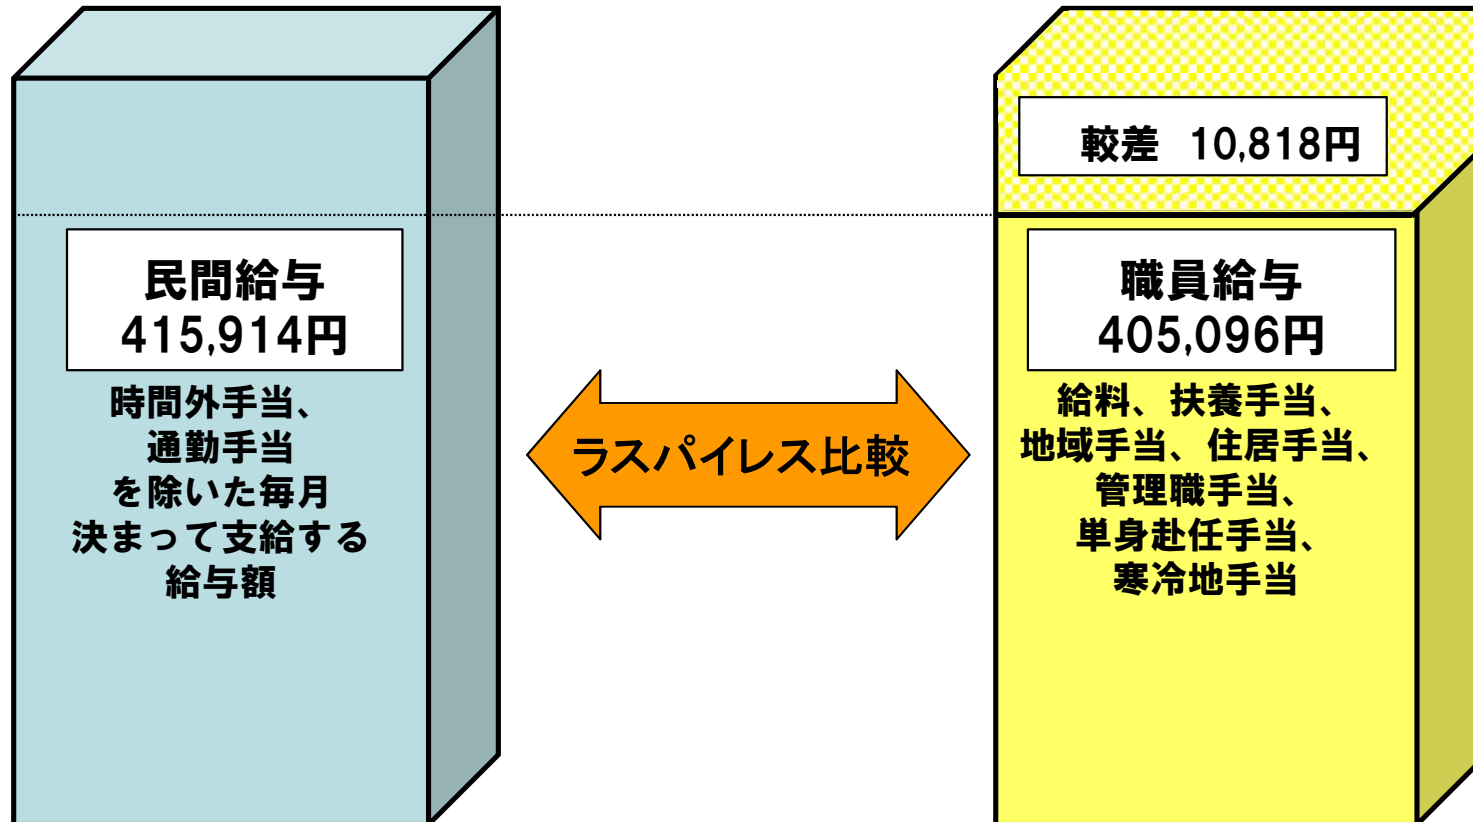 較差 10,818円
民間給与
415,914円
時間外手当、
通勤手当
を除いた毎月
決まって支給する
給与額
ラスパイレス比較
職員給与
405,096円
給料、扶養手当、
地域手当、住居手当、
管理職手当、
単身赴任手当、
寒冷地手当